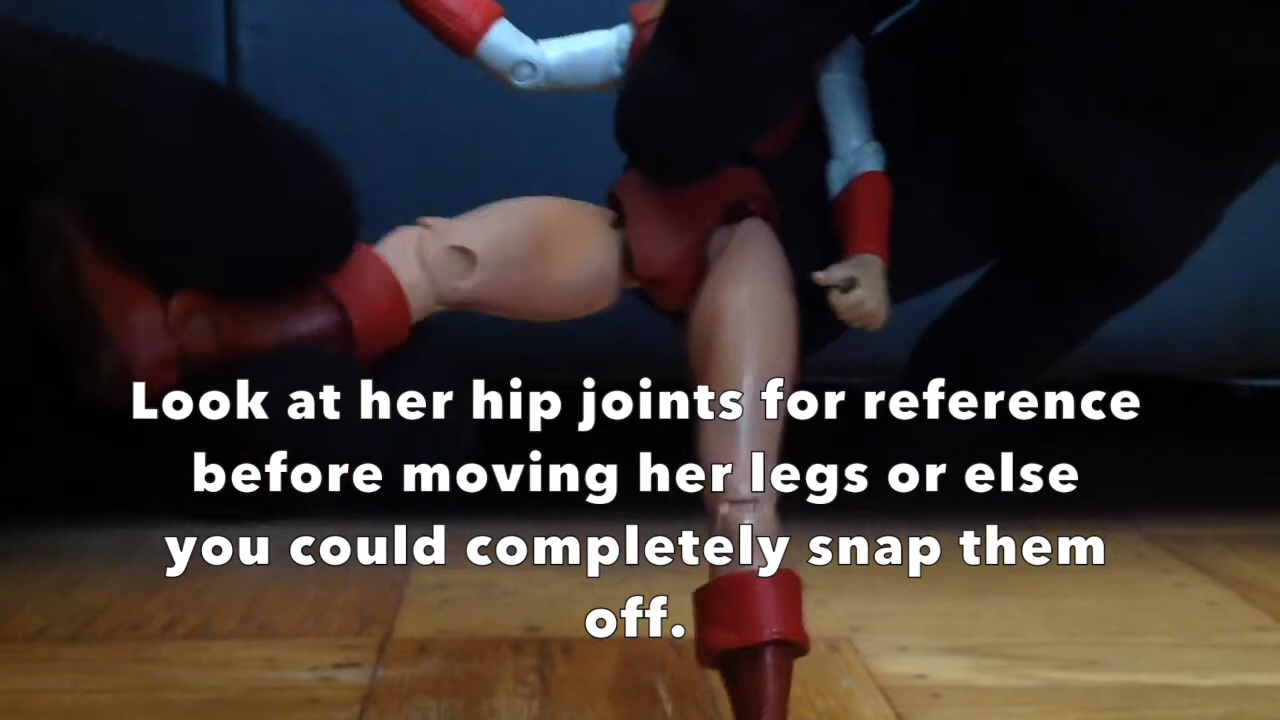 Look at her hip joints for reference
before moving her legs or else
you could completely snap them
off.